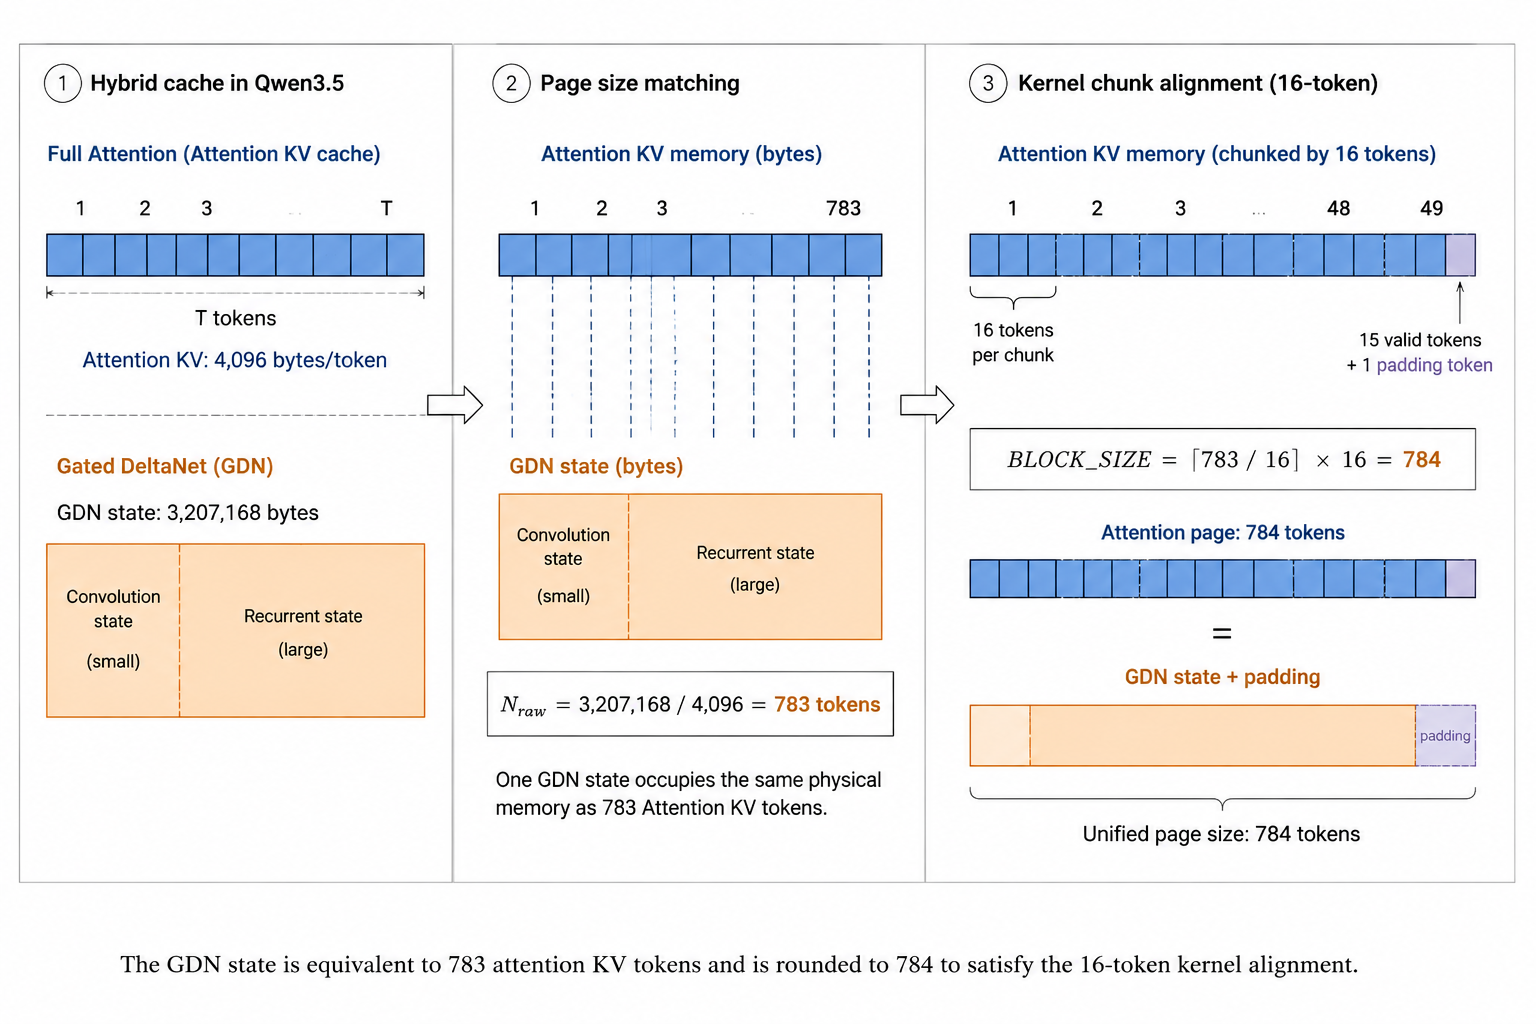 1 Hybrid cache in Qwen3.5
Full Attention (Attention KV cache)
1 2 3 ... T
T tokens
Attention KV: 4,096 bytes/token
Gated DeltaNet (GDN)
GDN state: 3,207,168 bytes
Convolution
state
(small)
Recurrent state
(large)
2 Page size matching
Attention KV memory (bytes)
1 2 3 .. 783
GDN state (bytes)
Convolution
state
(small)
Recurrent state
(large)
N_raw = 3,207,168 / 4,096 = 783 tokens
One GDN state occupies the same physical
memory as 783 Attention KV tokens.
3 Kernel chunk alignment (16-token)
Attention KV memory (chunked by 16 tokens)
1 2 3 ... 48 49
16 tokens
per chunk
15 valid tokens
+ 1 padding token
BLOCK_SIZE = ⌈783 / 16⌉ × 16 = 784
Attention page: 784 tokens
=
GDN state + padding
padding
Unified page size: 784 tokens
The GDN state is equivalent to 783 attention KV tokens and is rounded to 784 to satisfy the 16-token kernel alignment.